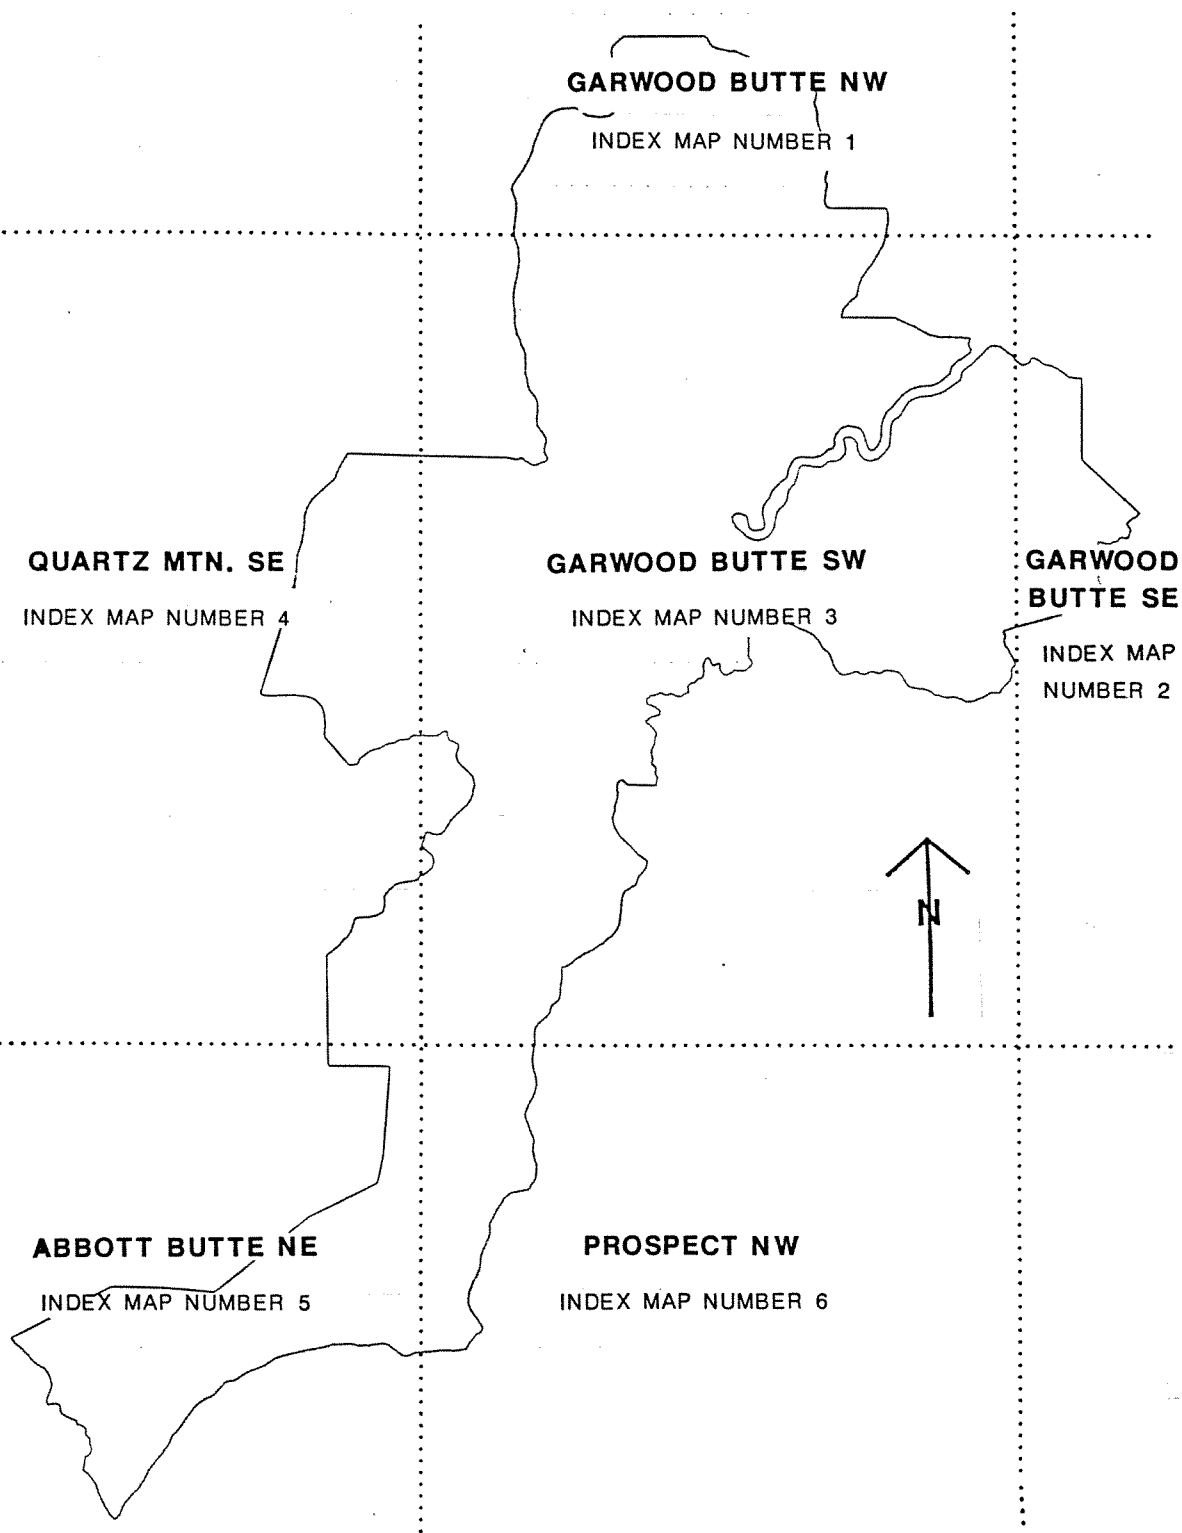 GARWOOD BUTTE NW
INDEX MAP NUMBER 1
QUARTZ MTN. SE
INDEX MAP NUMBER 4
GARWOOD BUTTE SW
INDEX MAP NUMBER 3
GARWOOD
BUTTE SE
INDEX MAP
NUMBER 2
N
ABBOTT BUTTE NE
INDEX MAP NUMBER 5
PROSPECT NW
INDEX MAP NUMBER 6